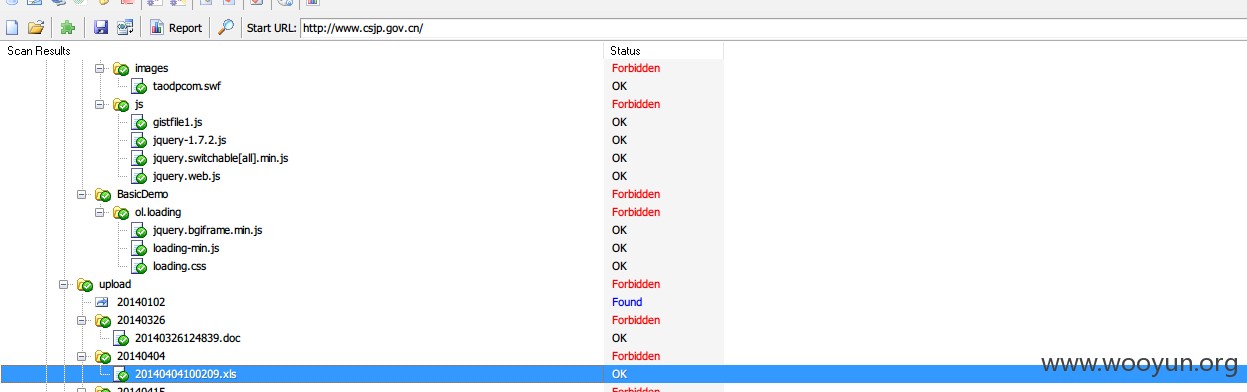 Report Start URL: http://www.csjp.gov.cn/
Scan Results Status
images Forbidden
taodpcom.swf OK
js Forbidden
gistfile1.js OK
jquery-1.7.2.js OK
jquery.switchable[all].min.js OK
jquery.web.js OK
BasicDemo Forbidden
ol.loading Forbidden
jquery.bgiframe.min.js OK
loading-min.js OK
loading.css OK
upload Forbidden
20140102 Found
20140326 Forbidden
20140326124839.doc OK
20140404 Forbidden
20140404100209.xls OK
www.wooyun.org
20140415 Forbidden